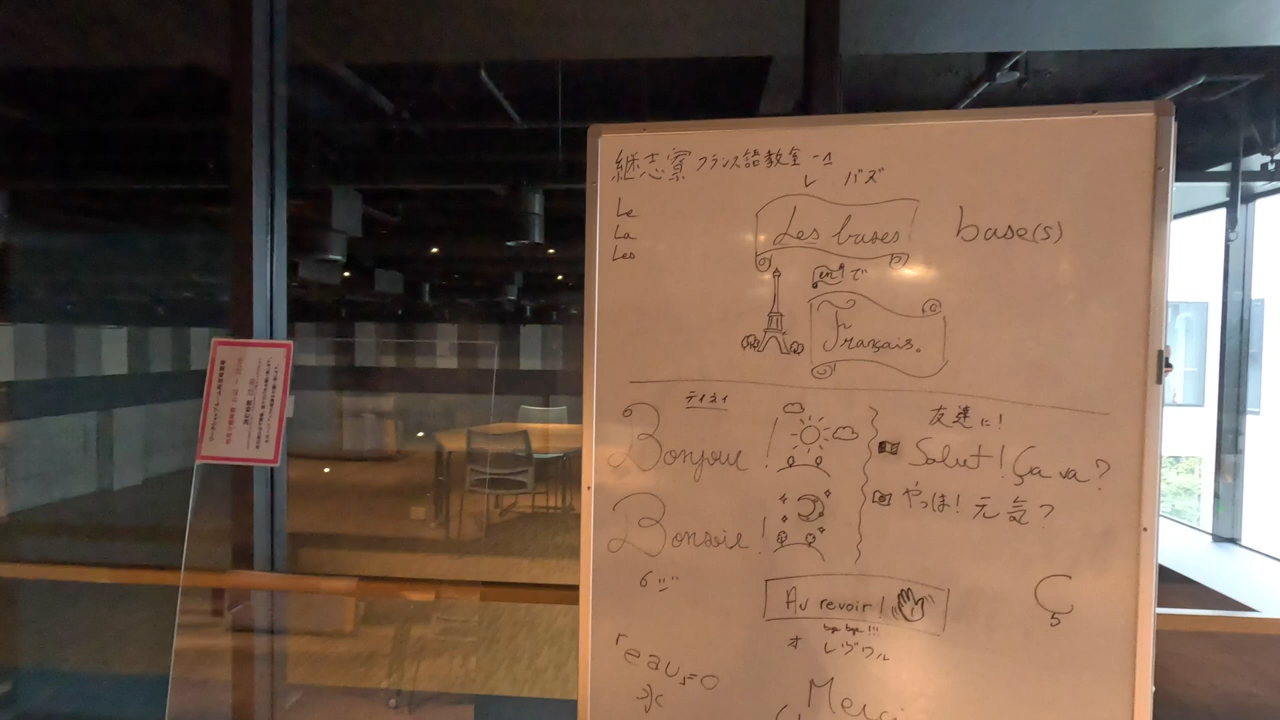 継志寮 フランス語教室 -1
レ バズ
Le
La
Les
Les bases
base(s)
en で
Français.
テイネイ
Bonjour !
友達に!
Salut! Ça va?
やっほ! 元気?
Bonsoir !
6
Au revoir!
bye bye!!!
オ レヴワル
Ç
eau = o
水
Merci